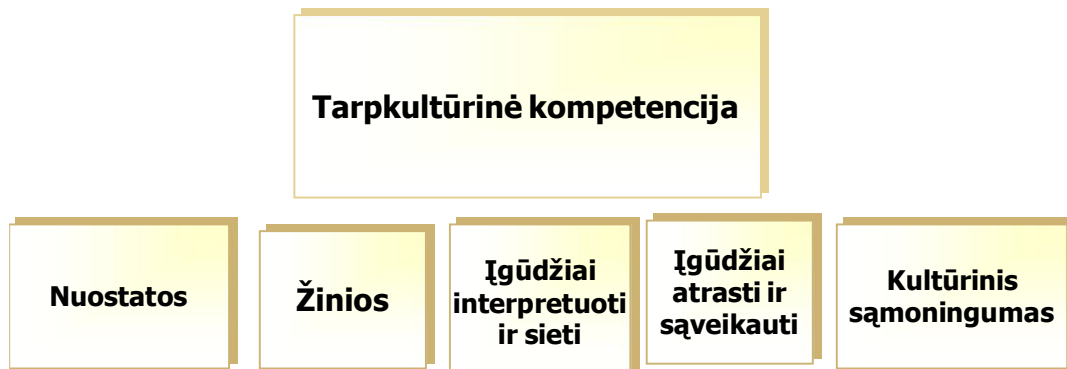 Tarpkultūrinė kompetencija
Nuostatos
Žinios
Įgūdžiai
interpretuoti
ir sieti
Įgūdžiai
atrasti ir
sąveikauti
Kultūrinis
sąmoningumas